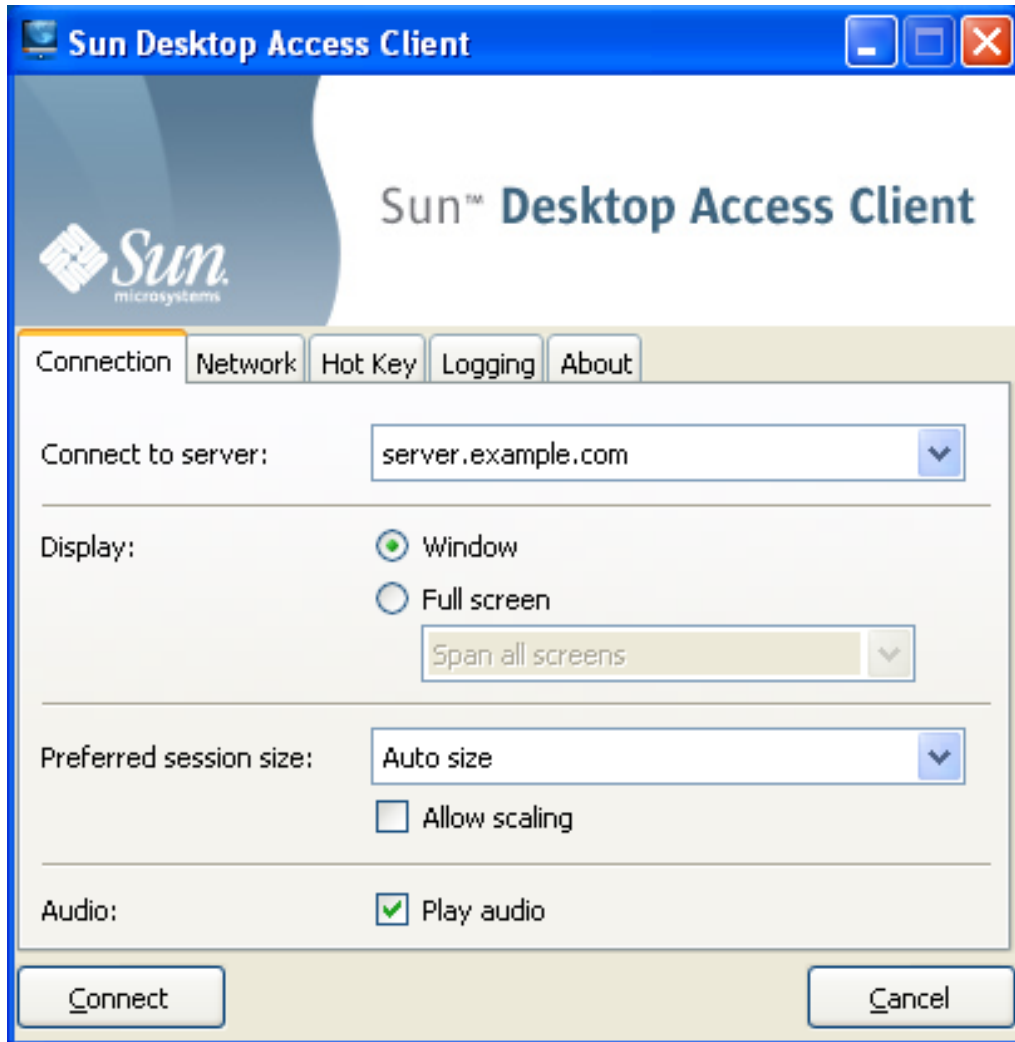 Sun Desktop Access Client
Sun™ Desktop Access Client
Sun.
microsystems
Connection Network Hot Key Logging About
Connect to server: server.example.com
Display: Window
Full screen
Span all screens
Preferred session size: Auto size
Allow scaling
Audio: Play audio
Connect Cancel